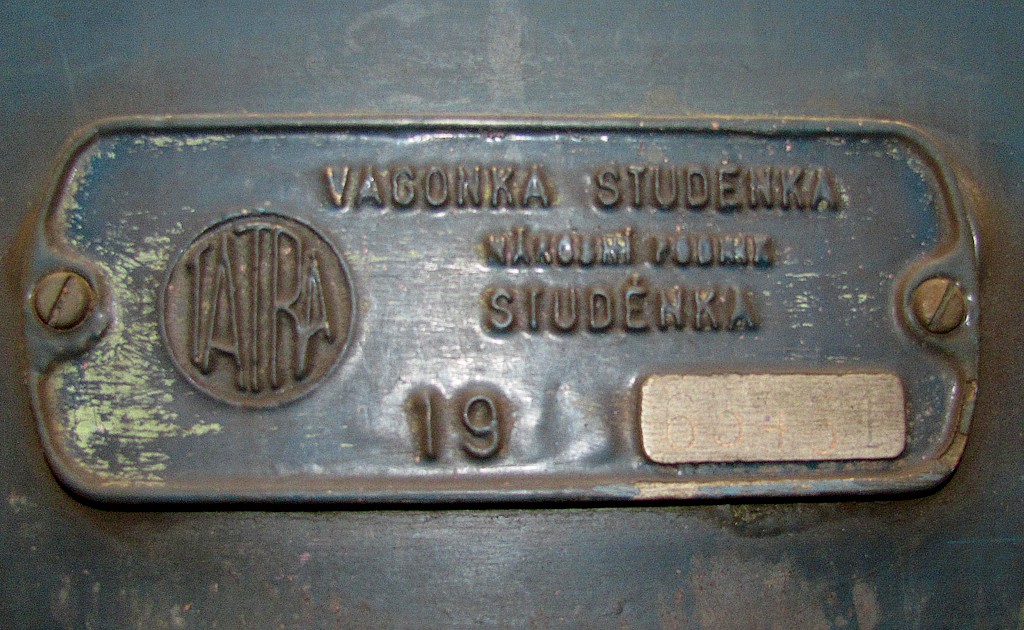 VAGONKA STUDÉNKA
NÁRODNÍ PODNIK
STUDÉNKA
TATRA
19